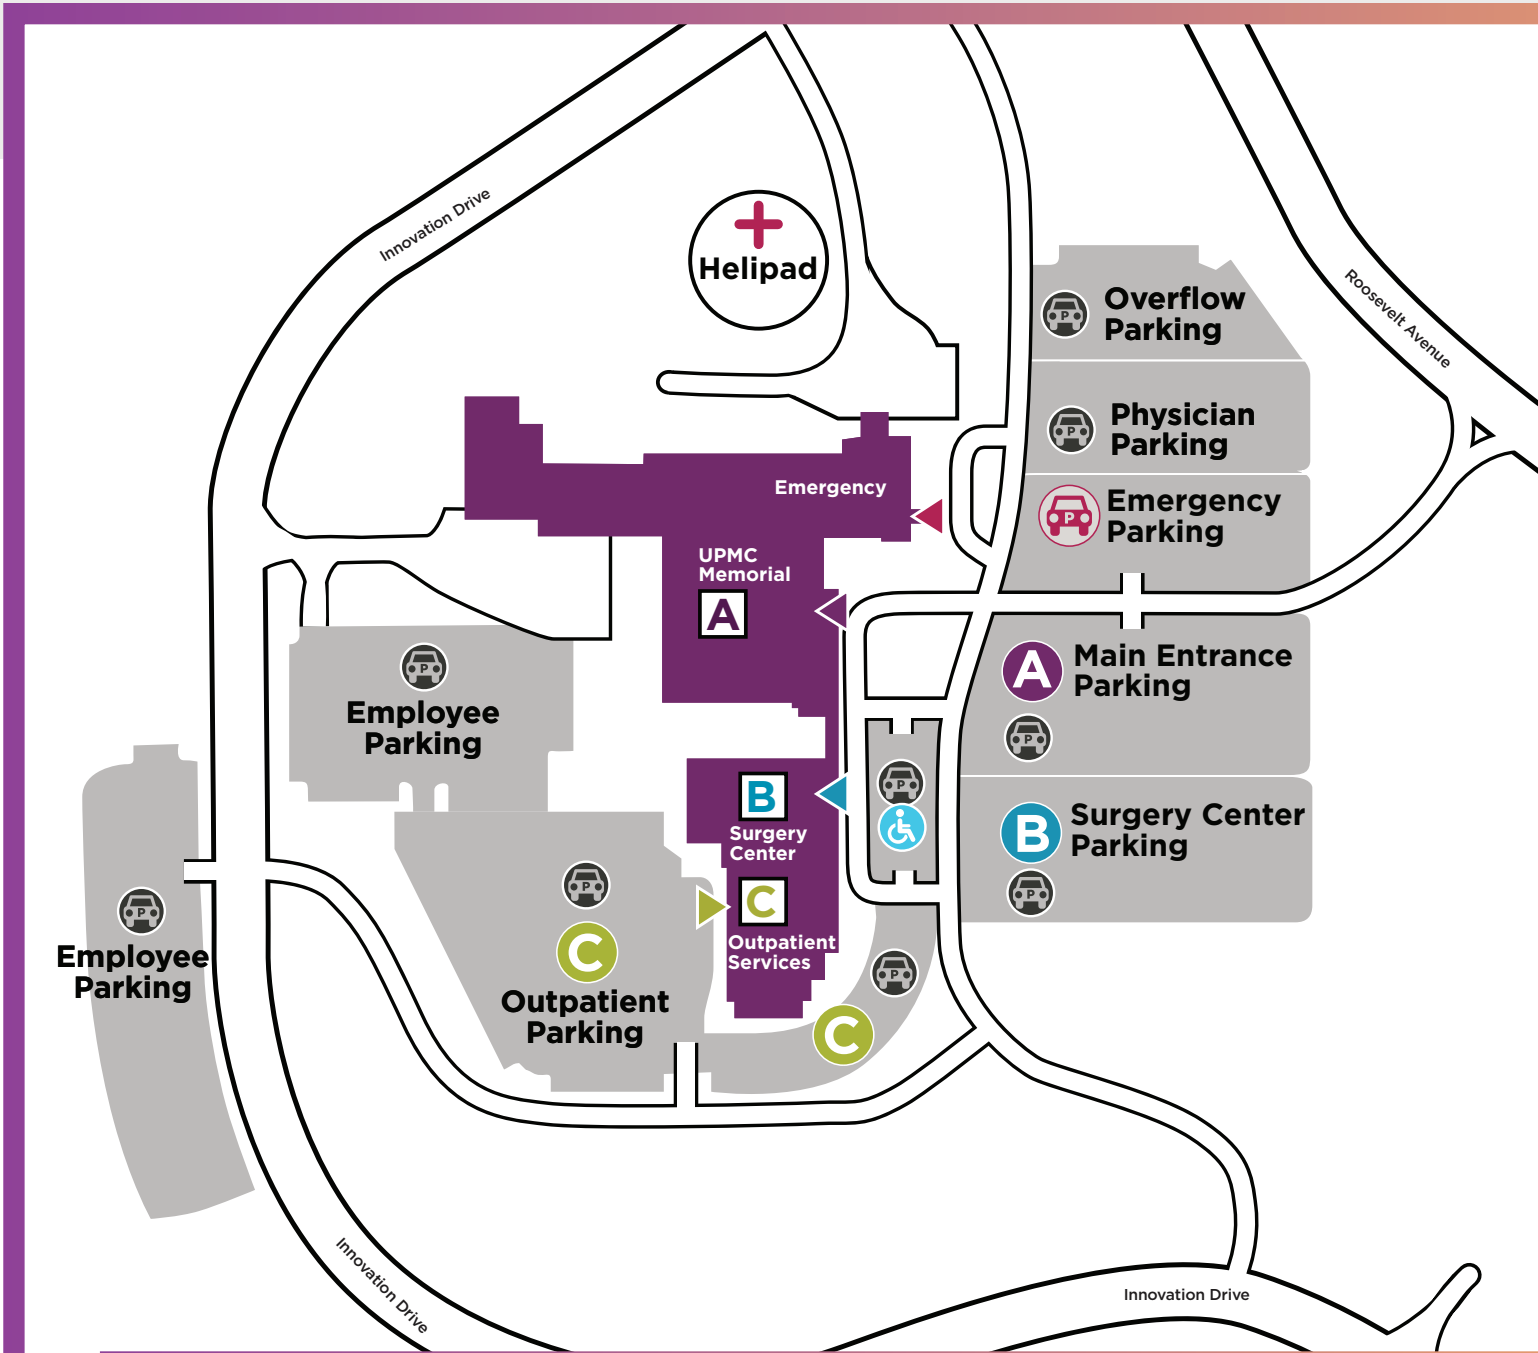 Innovation Drive
Helipad
Roosevelt Avenue
P
Overflow
Parking
P
Physician
Parking
Emergency
P
Emergency
Parking
UPMC
Memorial
A
A
Main Entrance
Parking
P
P
Employee
Parking
P
B
Surgery
Center
B
Surgery Center
Parking
P
P
Employee
Parking
P
C
Outpatient
Services
C
Outpatient
Parking
P
C
Innovation Drive
Innovation Drive